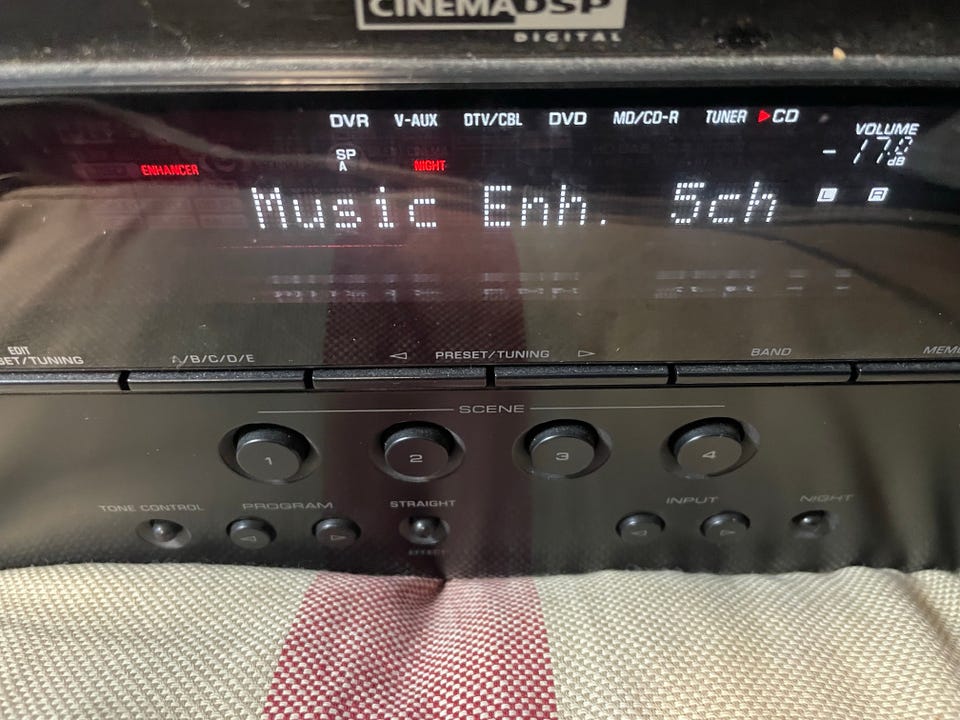 CINEMA DSP
DIGITAL
DVR V-AUX DTV/CBL DVD MD/CD-R TUNER CD
VOLUME
-17.0 dB
SP
A
ENHANCER NIGHT
L R
Music Enh. 5ch
EDIT
A/B/C/D/E
PRESET/TUNING
BAND
SCENE
1 2 3 4
TONE CONTROL PROGRAM STRAIGHT INPUT NIGHT
EFFECT